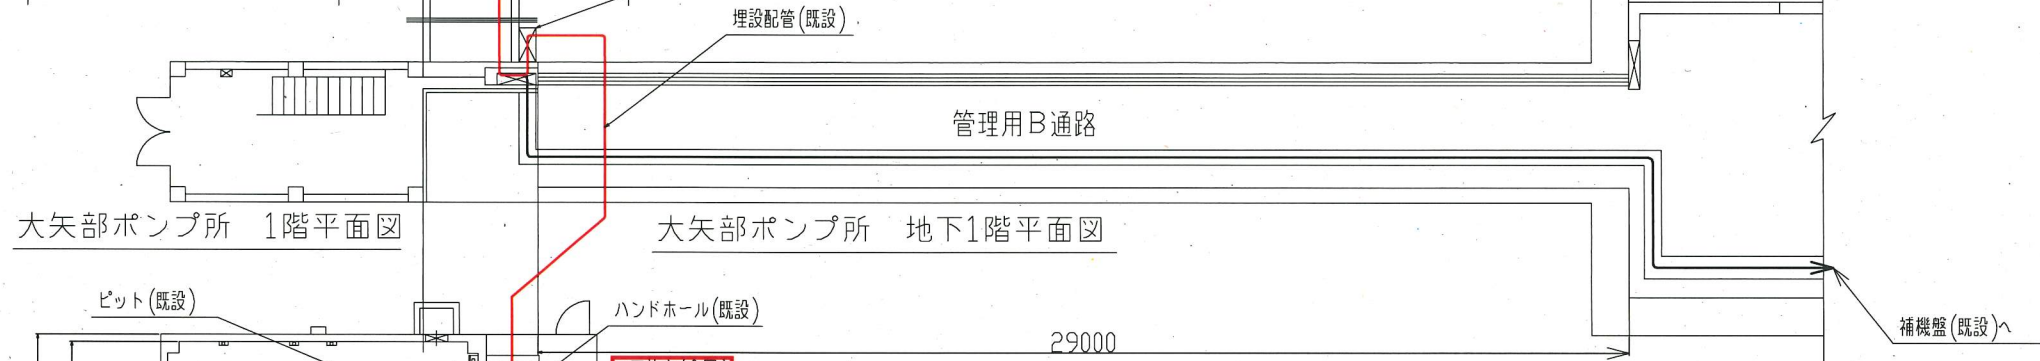 埋設配管(既設)
管理用B通路
大矢部ポンプ所 1階平面図
大矢部ポンプ所 地下1階平面図
ピット(既設)
ハンドホール(既設)
29000
補機盤(既設)へ